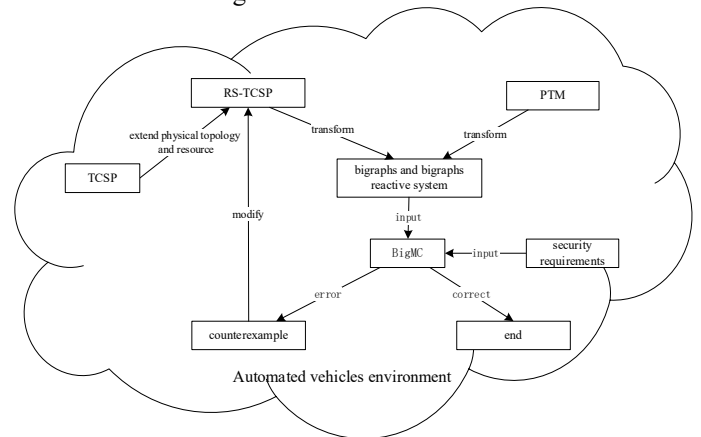 RS-TCSP
PTM
extend physical topology
and resource
transform
transform
TCSP
bigraphs and bigraphs
reactive system
modify
input
BigMC
input
security
requirements
error
correct
counterexample
end
Automated vehicles environment